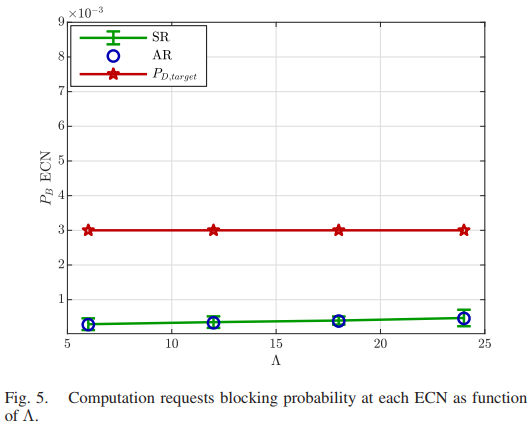 ×10⁻³
9
8
7
6
5
4
3
2
1
SR
AR
P_{D,target}
P_B ECN
5 10 15 20 25
Λ
Fig. 5. Computation requests blocking probability at each ECN as function
of Λ.